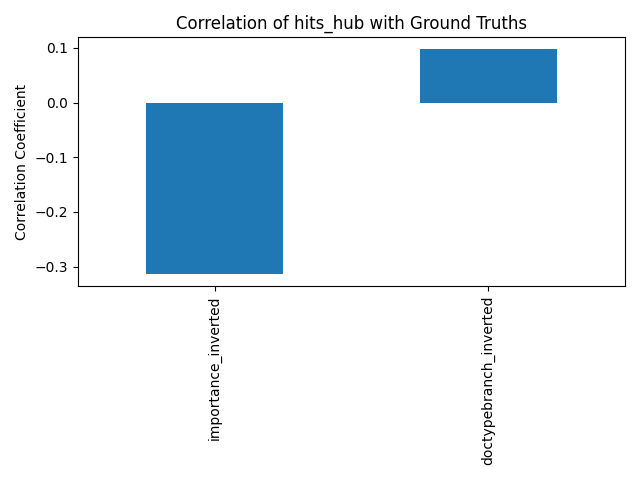 Correlation of hits_hub with Ground Truths
Correlation Coefficient
0.1
0.0
−0.1
−0.2
−0.3
importance_inverted
doctypebranch_inverted